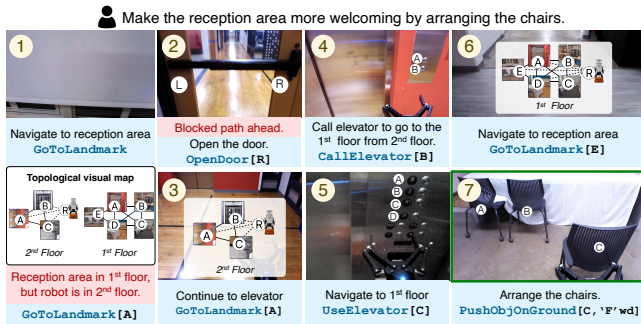 Make the reception area more welcoming by arranging the chairs.
1
Navigate to reception area
GoToLandmark
Topological visual map
A
B
C
R
2nd Floor
E
A
B
D
C
I
R
1st Floor
Reception area in 1st floor,
but robot is in 2nd floor.
GoToLandmark[A]
2
L
R
Blocked path ahead.
Open the door.
OpenDoor[R]
3
A
B
C
R
2nd Floor
Continue to elevator
GoToLandmark[A]
4
A
B
Call elevator to go to the
1st floor from 2nd floor.
CallElevator[B]
5
A
B
C
D
Navigate to 1st floor
UseElevator[C]
6
A
B
E
I
R
D
C
1st Floor
Navigate to reception area
GoToLandmark[E]
7
A
B
C
Arrange the chairs.
PushObjOnGround[C,‘F’wd]